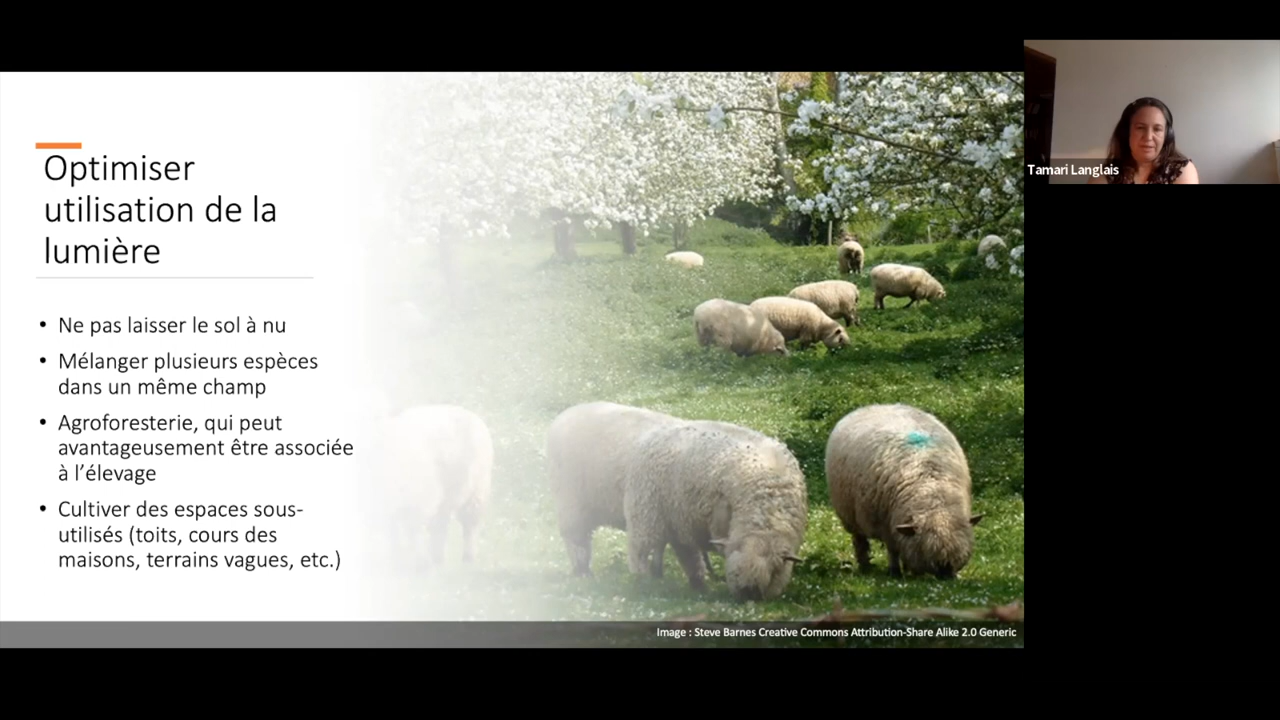 Optimiser
utilisation de la
lumière
• Ne pas laisser le sol à nu
• Mélanger plusieurs espèces
dans un même champ
• Agroforesterie, qui peut
avantageusement être associée
à l’élevage
• Cultiver des espaces sous-
utilisés (toits, cours des
maisons, terrains vagues, etc.)
Image : Steve Barnes Creative Commons Attribution-Share Alike 2.0 Generic
Tamari Langlais